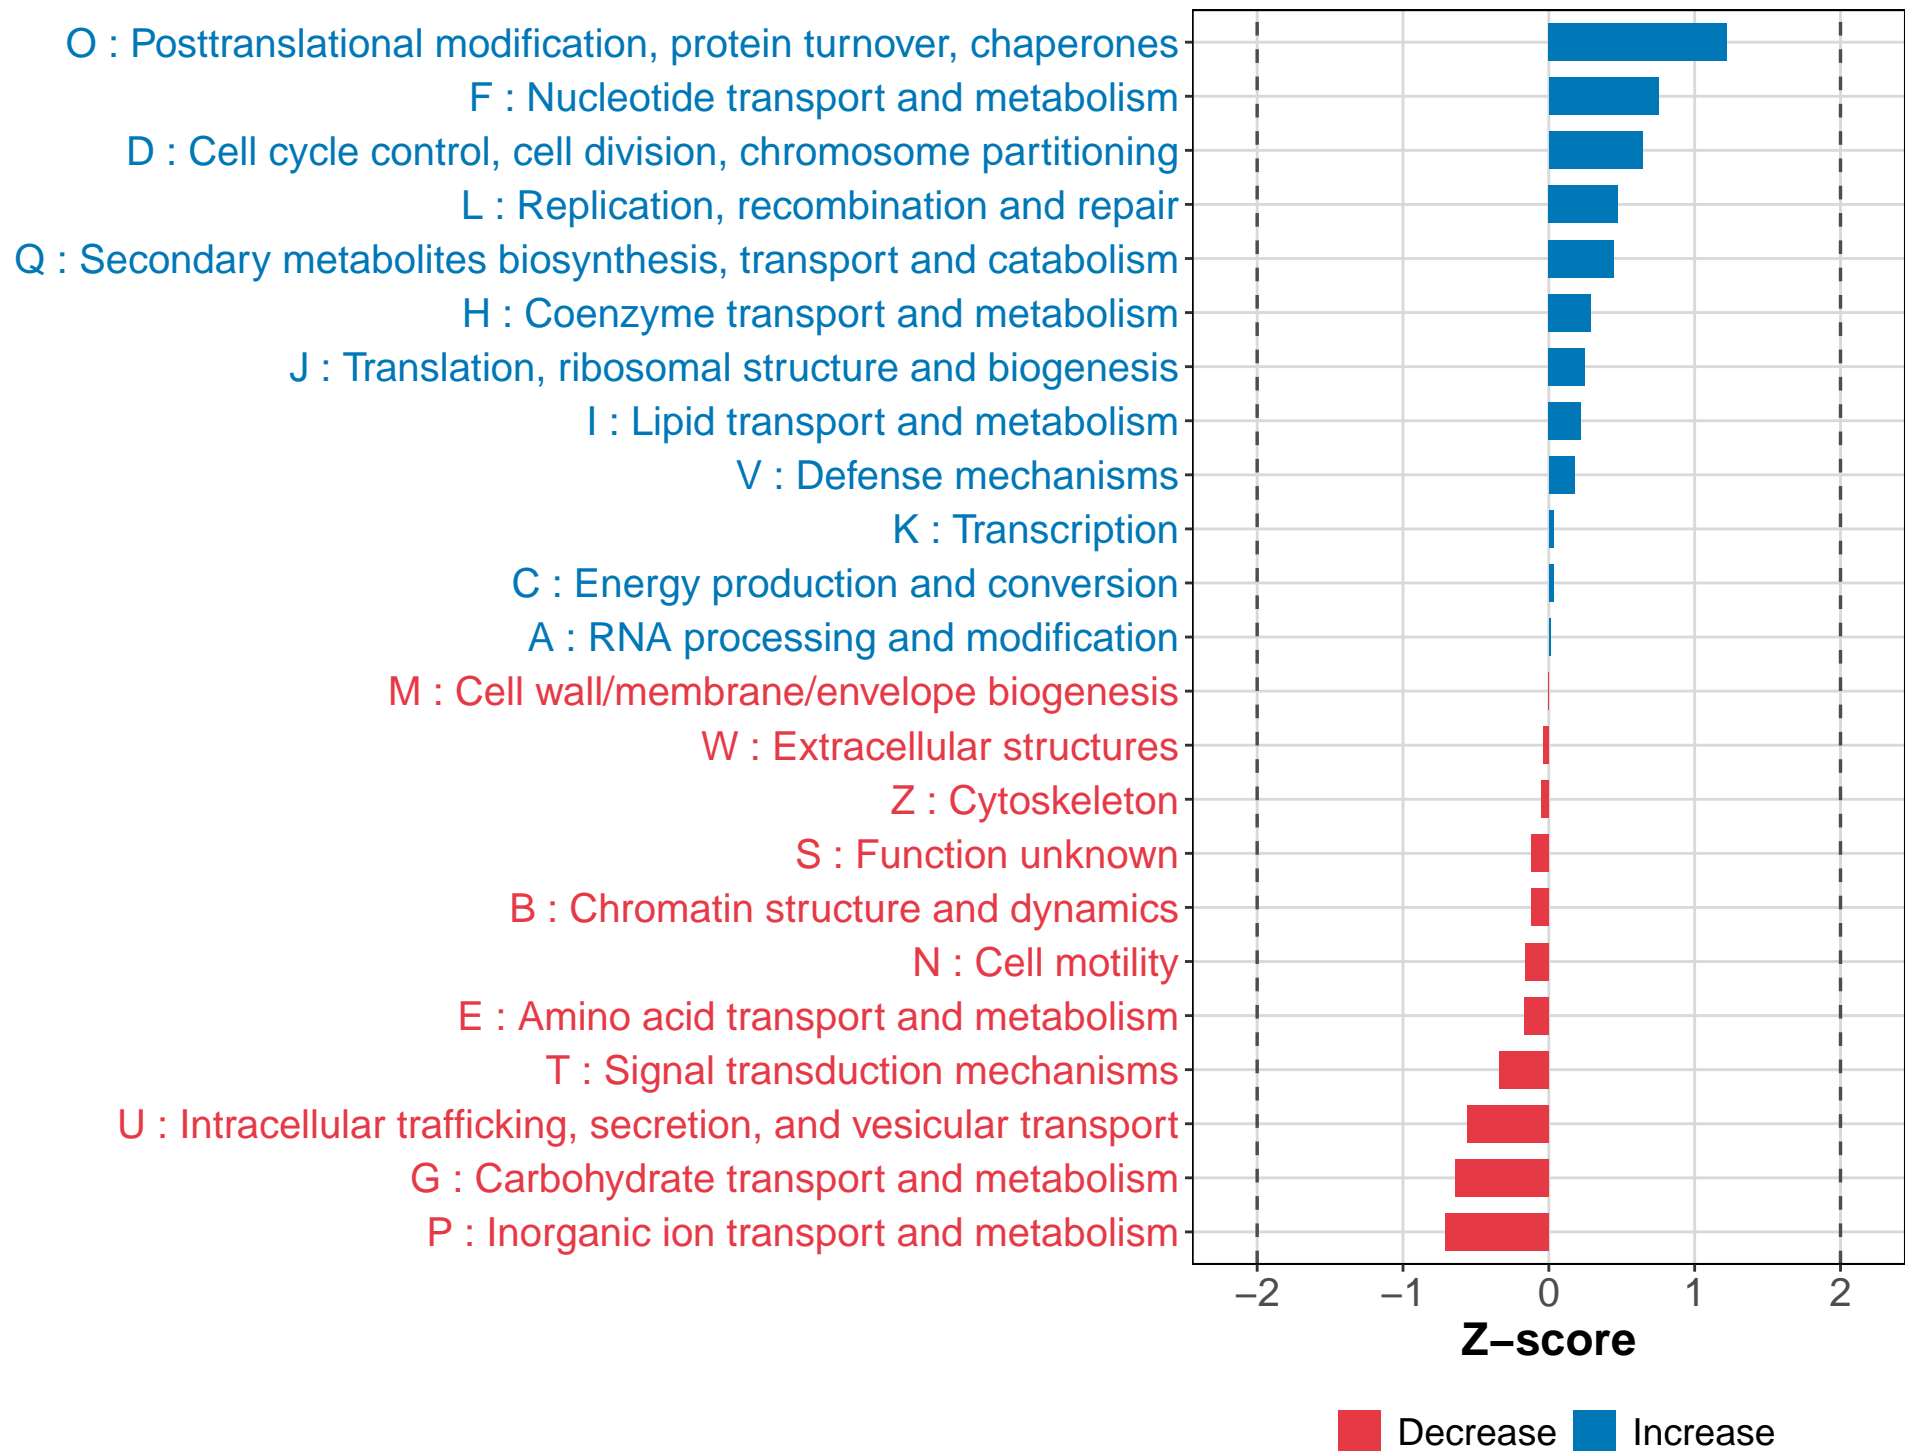 O : Posttranslational modification, protein turnover, chaperones
F : Nucleotide transport and metabolism
D : Cell cycle control, cell division, chromosome partitioning
L : Replication, recombination and repair
Q : Secondary metabolites biosynthesis, transport and catabolism
H : Coenzyme transport and metabolism
J : Translation, ribosomal structure and biogenesis
I : Lipid transport and metabolism
V : Defense mechanisms
K : Transcription
C : Energy production and conversion
A : RNA processing and modification
M : Cell wall/membrane/envelope biogenesis
W : Extracellular structures
Z : Cytoskeleton
S : Function unknown
B : Chromatin structure and dynamics
N : Cell motility
E : Amino acid transport and metabolism
T : Signal transduction mechanisms
U : Intracellular trafficking, secretion, and vesicular transport
G : Carbohydrate transport and metabolism
P : Inorganic ion transport and metabolism
−2 −1 0 1 2
Z−score
Decrease Increase